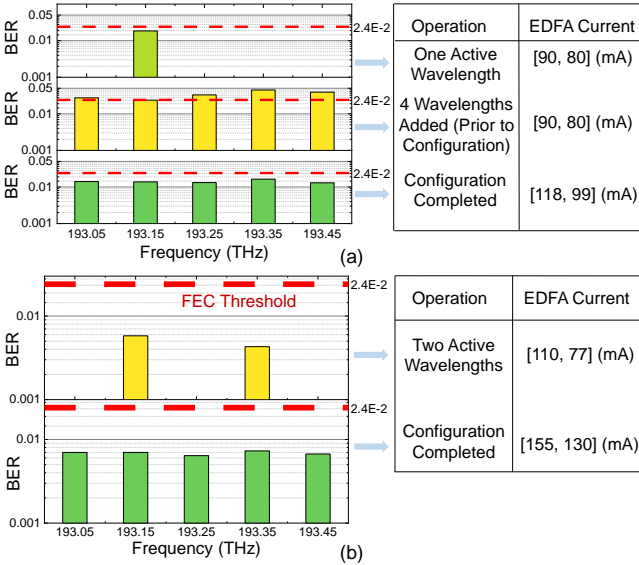 (a)
BER
0.05
0.01
0.001
2.4E-2
BER
0.05
0.01
0.001
2.4E-2
BER
0.05
0.01
0.001
2.4E-2
193.05 193.15 193.25 193.35 193.45
Frequency (THz)
(a)
Operation EDFA Current
One Active
Wavelength
[90, 80] (mA)
4 Wavelengths
Added (Prior to
Configuration)
[90, 80] (mA)
Configuration
Completed
[118, 99] (mA)
(b)
BER
0.01
0.001
2.4E-2
FEC Threshold
BER
0.01
0.001
2.4E-2
193.05 193.15 193.25 193.35 193.45
Frequency (THz)
(b)
Operation EDFA Current
Two Active
Wavelengths
[110, 77] (mA)
Configuration
Completed
[155, 130] (mA)